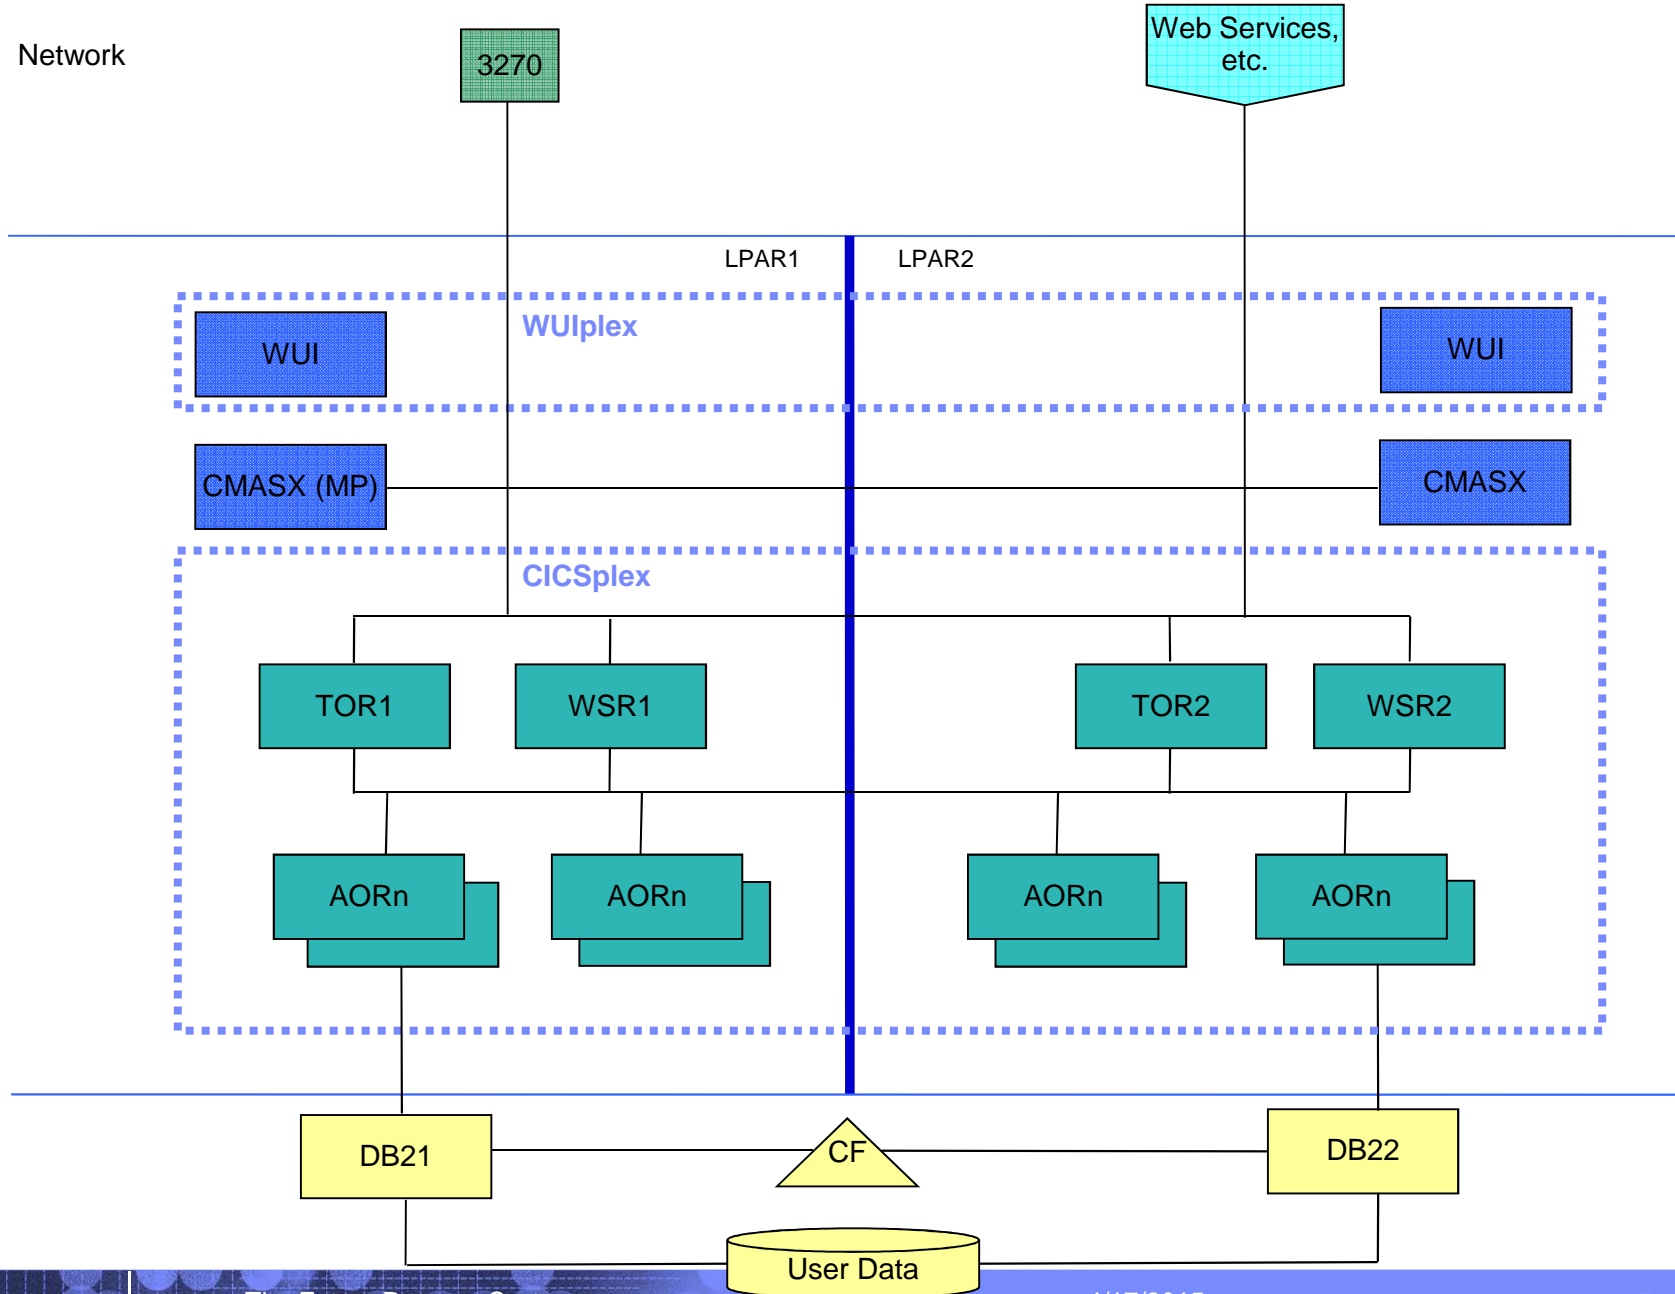 Network
3270
Web Services,
etc.
LPAR1
LPAR2
WUIplex
WUI
WUI
CMASX (MP)
CMASX
CICSplex
TOR1
WSR1
TOR2
WSR2
AORn
AORn
AORn
AORn
DB21
CF
DB22
User Data